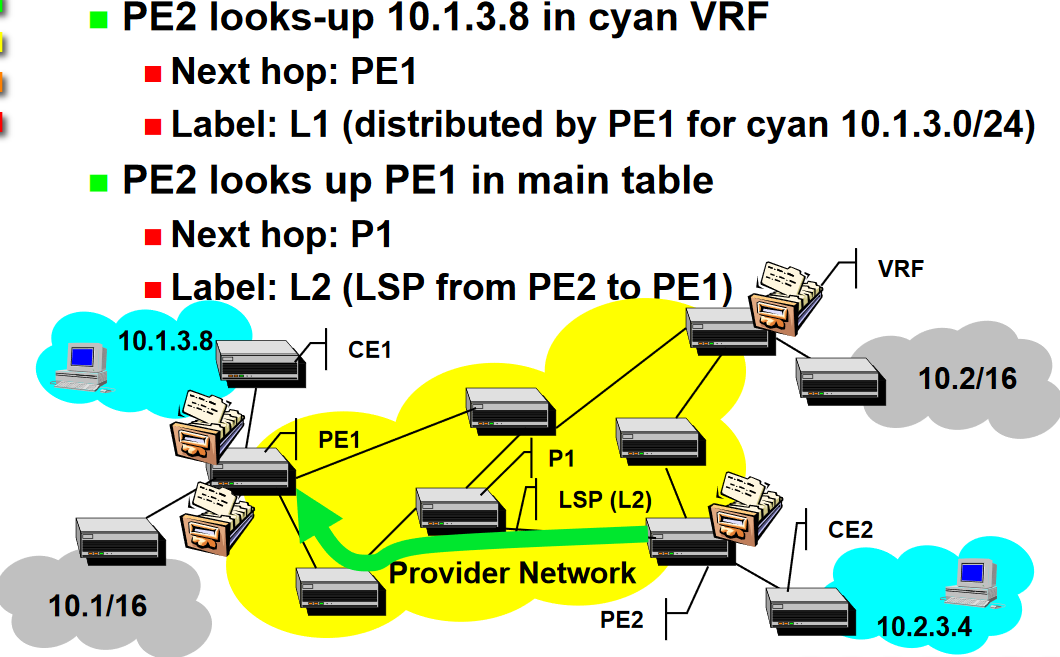 PE2 looks-up 10.1.3.8 in cyan VRF
Next hop: PE1
Label: L1 (distributed by PE1 for cyan 10.1.3.0/24)
PE2 looks up PE1 in main table
Next hop: P1
Label: L2 (LSP from PE2 to PE1)
VRF
10.1.3.8
CE1
10.2/16
PE1
P1
LSP (L2)
CE2
Provider Network
10.1/16
PE2
10.2.3.4